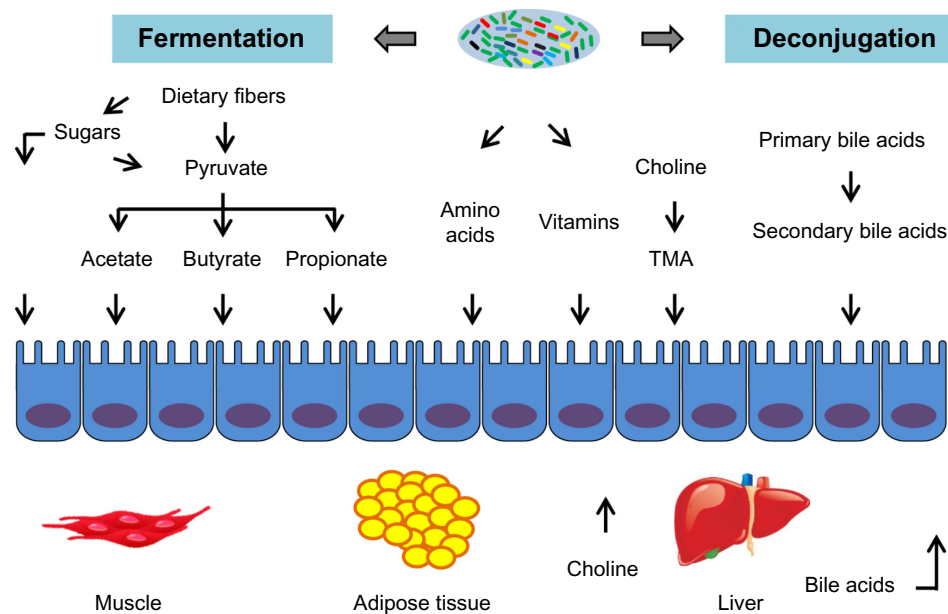 Fermentation
Deconjugation
Dietary fibers
Sugars
Pyruvate
Acetate
Butyrate
Propionate
Amino
acids
Vitamins
Choline
TMA
Primary bile acids
Secondary bile acids
Muscle
Adipose tissue
Choline
Liver
Bile acids